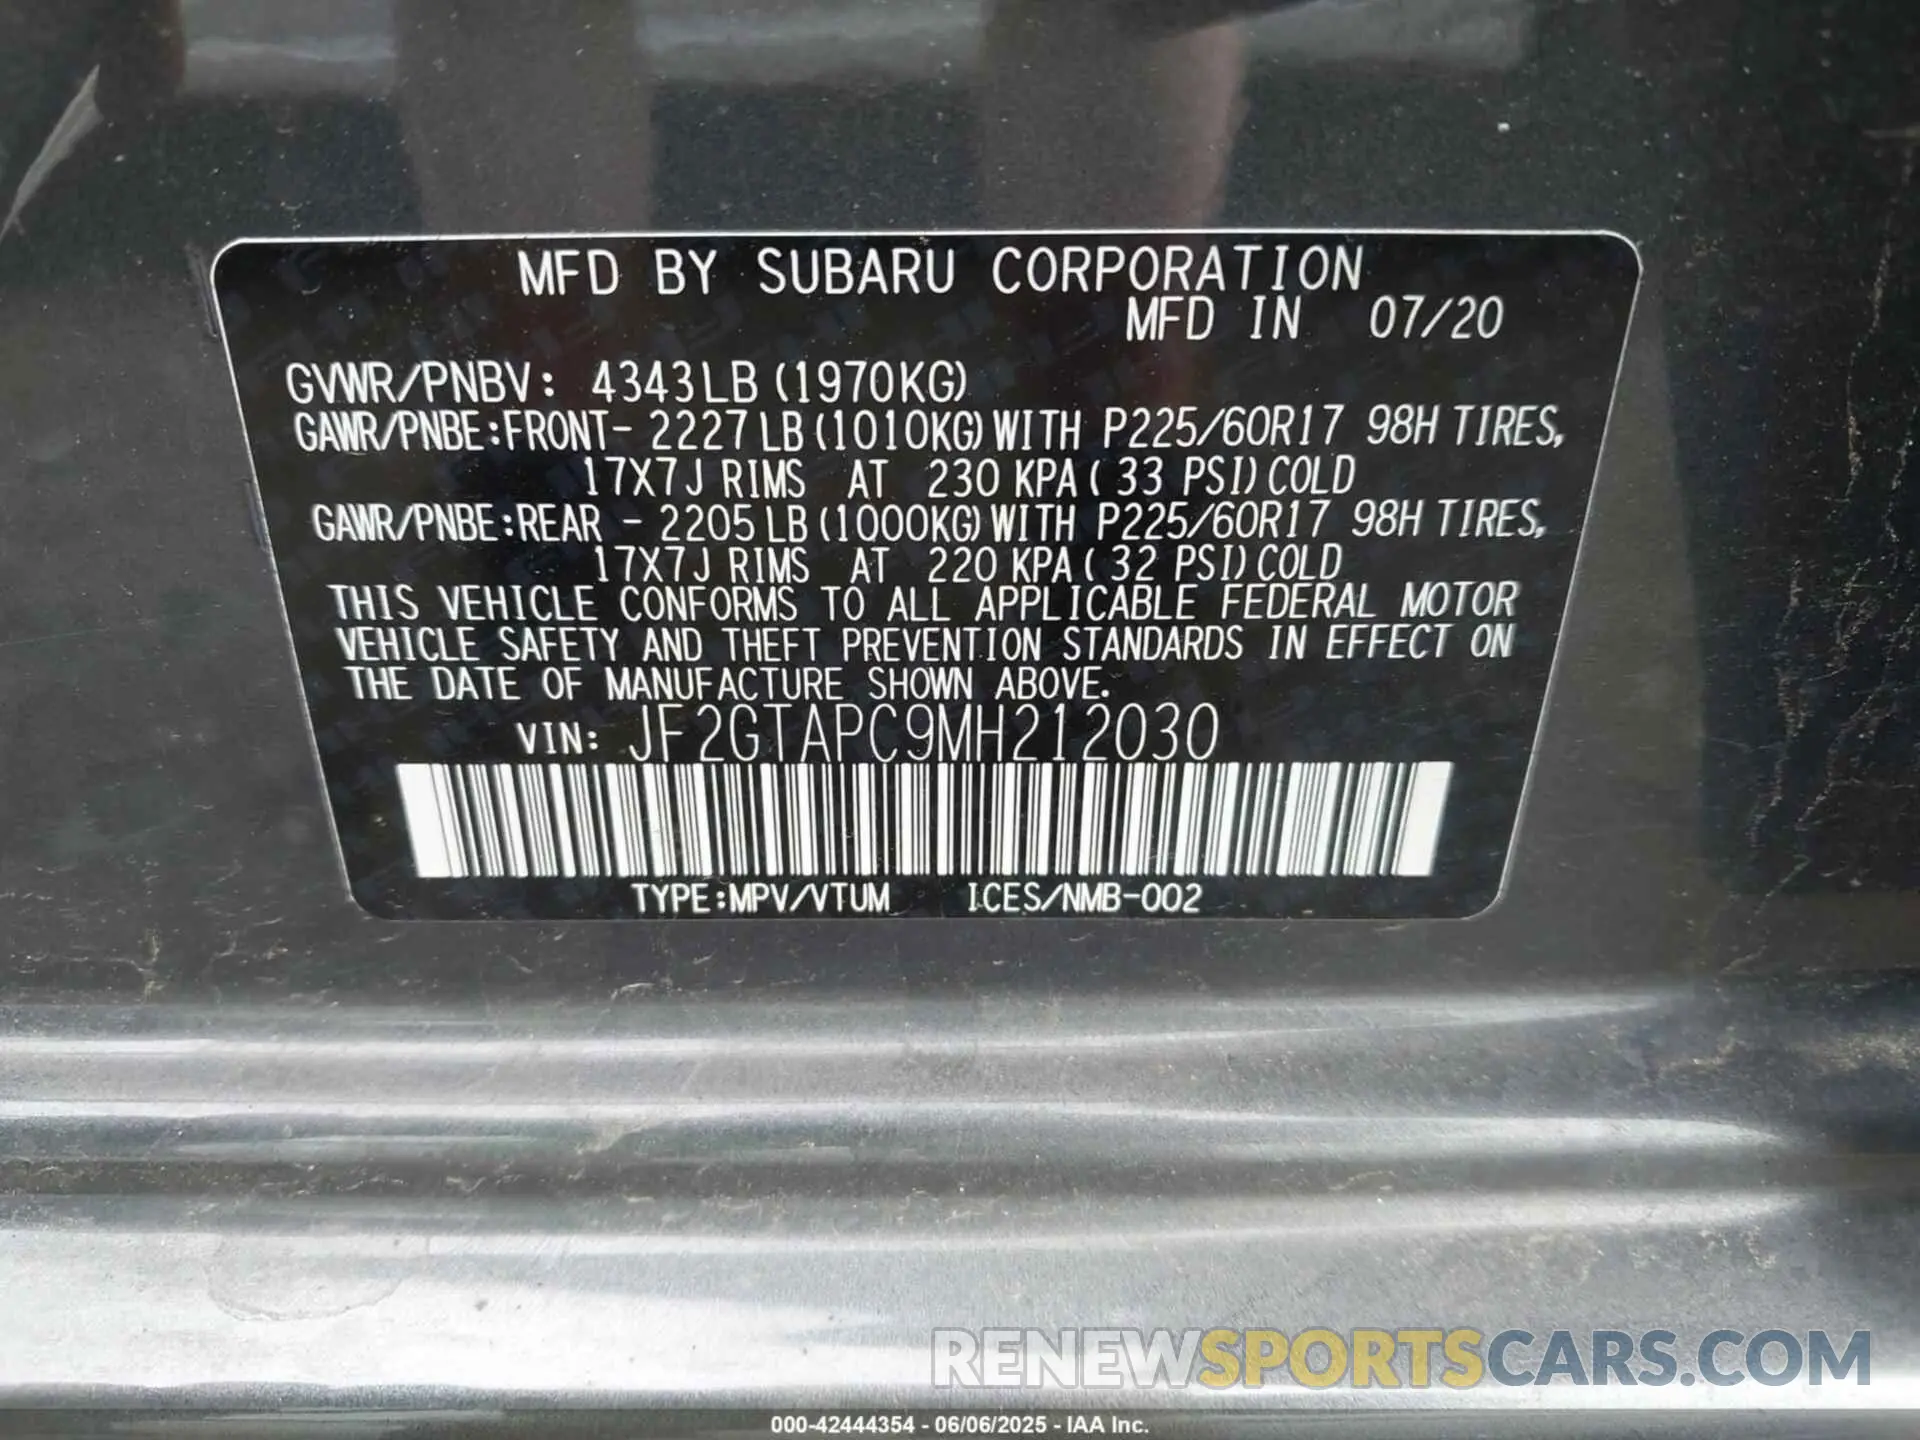 MFD BY SUBARU CORPORATION
MFD IN 07/20
GVWR/PNBV: 4343LB (1970KG)
GAWR/PNBE:FRONT- 2227LB (1010KG) WITH P225/60R17 98H TIRES,
17X7J RIMS AT 230 KPA ( 33 PSI) COLD
GAWR/PNBE:REAR - 2205LB (1000KG) WITH P225/60R17 98H TIRES,
17X7J RIMS AT 220 KPA ( 32 PSI) COLD
THIS VEHICLE CONFORMS TO ALL APPLICABLE FEDERAL MOTOR
VEHICLE SAFETY AND THEFT PREVENTION STANDARDS IN EFFECT ON
THE DATE OF MANUFACTURE SHOWN ABOVE.
VIN: JF2GTAPC9MH212030
TYPE:MPV/VTUM ICES/NMB-002
RENEWSPORTSCARS.COM
000-42444354 - 06/06/2025 - IAA Inc.